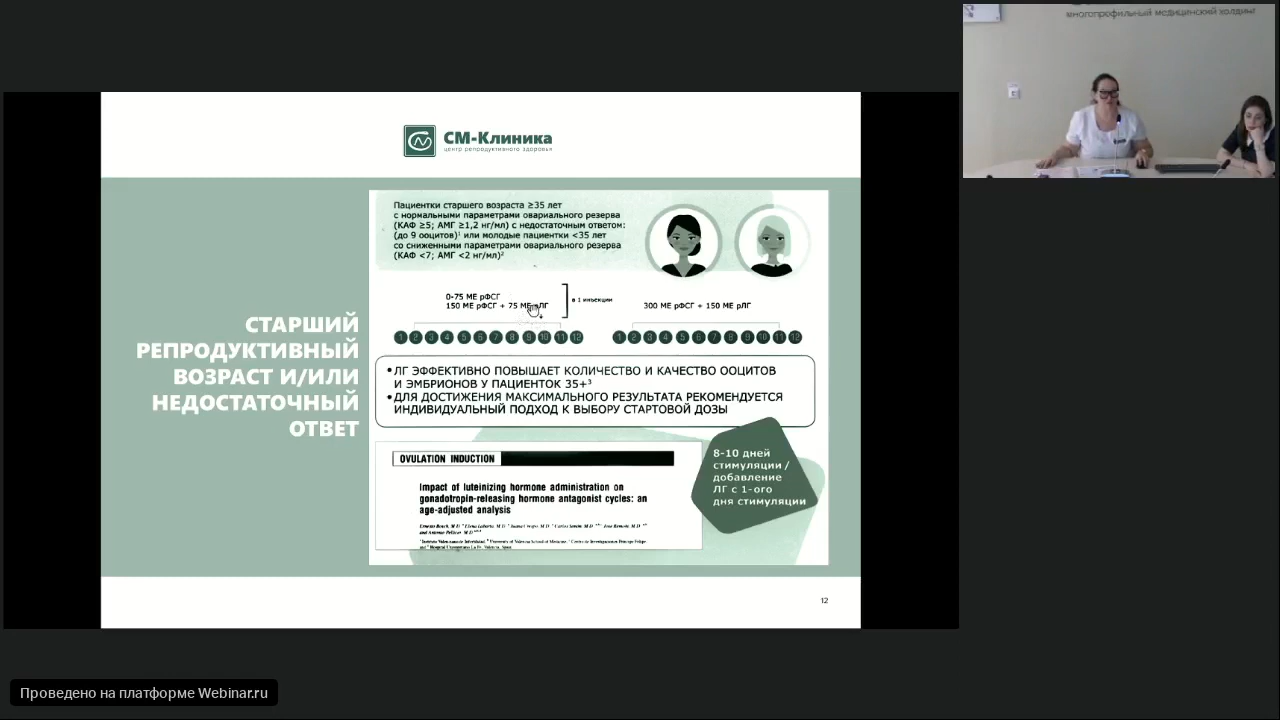 многопрофильный медицинский холдинг
СМ-Клиника
центр репродуктивного здоровья
СТАРШИЙ
РЕПРОДУКТИВНЫЙ
ВОЗРАСТ И/ИЛИ
НЕДОСТАТОЧНЫЙ
ОТВЕТ
Пациентки старшего возраста ≥35 лет
с нормальными параметрами овариального резерва
(КАФ ≥5; АМГ ≥1,2 нг/мл) с недостаточным ответом:
(до 9 ооцитов)¹ или молодые пациентки <35 лет
со сниженными параметрами овариального резерва
(КАФ <7; АМГ <2 нг/мл)²
0-75 МЕ рФСГ
150 МЕ рФСГ + 75 МЕ рЛГ
в 1 инъекции
300 МЕ рФСГ + 150 МЕ рЛГ
1 2 3 4 5 6 7 8 9 10 11 12
1 2 3 4 5 6 7 8 9 10 11 12
•ЛГ ЭФФЕКТИВНО ПОВЫШАЕТ КОЛИЧЕСТВО И КАЧЕСТВО ООЦИТОВ
И ЭМБРИОНОВ У ПАЦИЕНТОК 35+³
•ДЛЯ ДОСТИЖЕНИЯ МАКСИМАЛЬНОГО РЕЗУЛЬТАТА РЕКОМЕНДУЕТСЯ
ИНДИВИДУАЛЬНЫЙ ПОДХОД К ВЫБОРУ СТАРТОВОЙ ДОЗЫ
OVULATION INDUCTION
Impact of luteinizing hormone administration on
gonadotropin-releasing hormone antagonist cycles: an
age-adjusted analysis
8-10 дней
стимуляции /
добавление
ЛГ с 1-ого
дня стимуляции
12
Проведено на платформе Webinar.ru